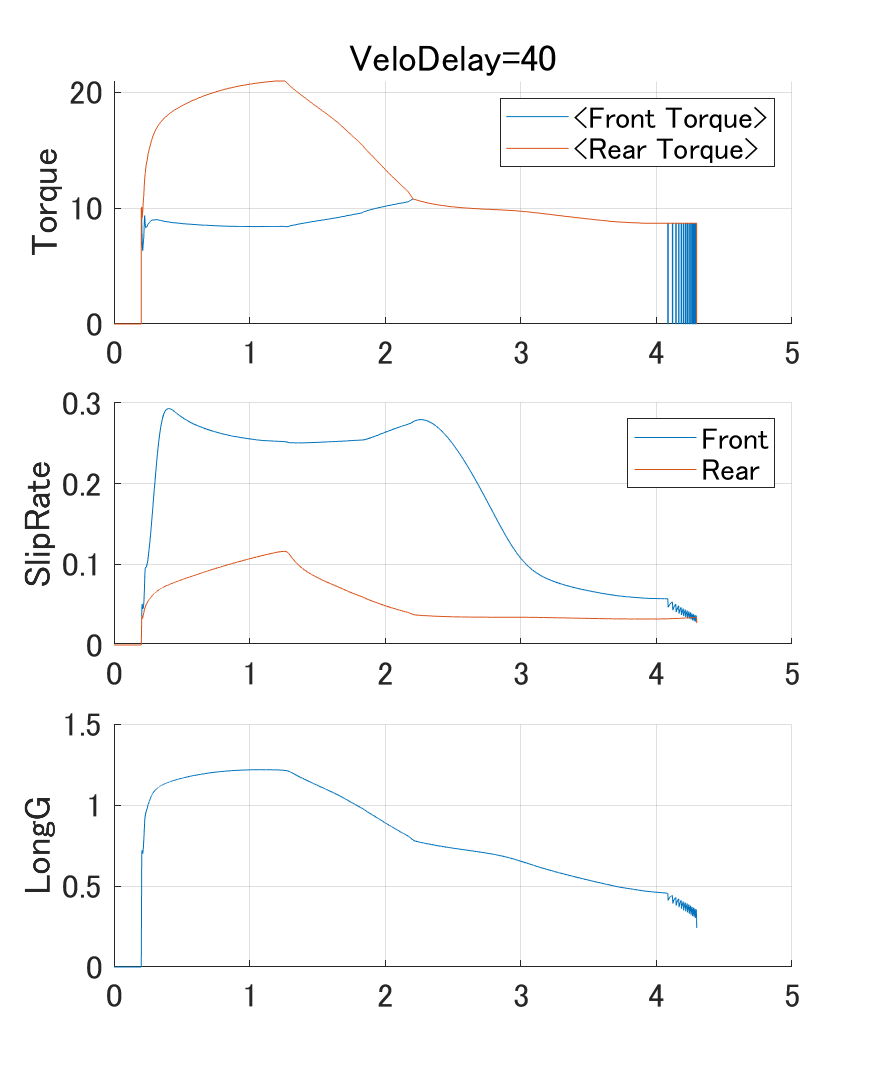 VeloDelay=40
Torque
20
10
0
<Front Torque>
<Rear Torque>
0 1 2 3 4 5
SlipRate
0.3
0.2
0.1
0
Front
Rear
0 1 2 3 4 5
LongG
1.5
1
0.5
0
0 1 2 3 4 5